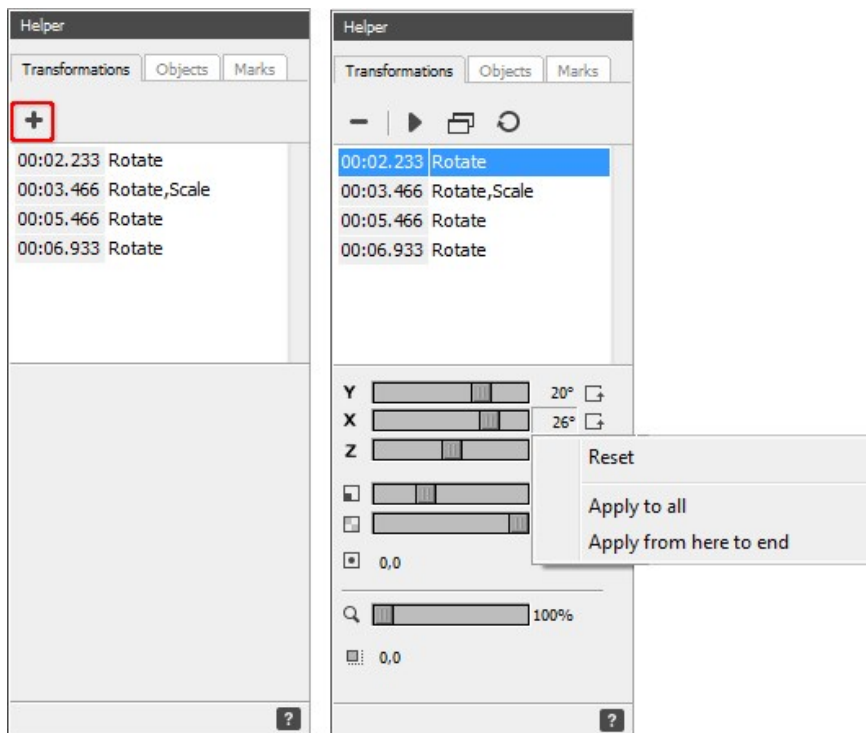 Helper
Transformations Objects Marks
+
00:02.233 Rotate
00:03.466 Rotate,Scale
00:05.466 Rotate
00:06.933 Rotate
?
Helper
Transformations Objects Marks
00:02.233 Rotate
00:03.466 Rotate,Scale
00:05.466 Rotate
00:06.933 Rotate
Y 20°
X 26°
Z
Reset
Apply to all
Apply from here to end
0,0
100%
0,0
?